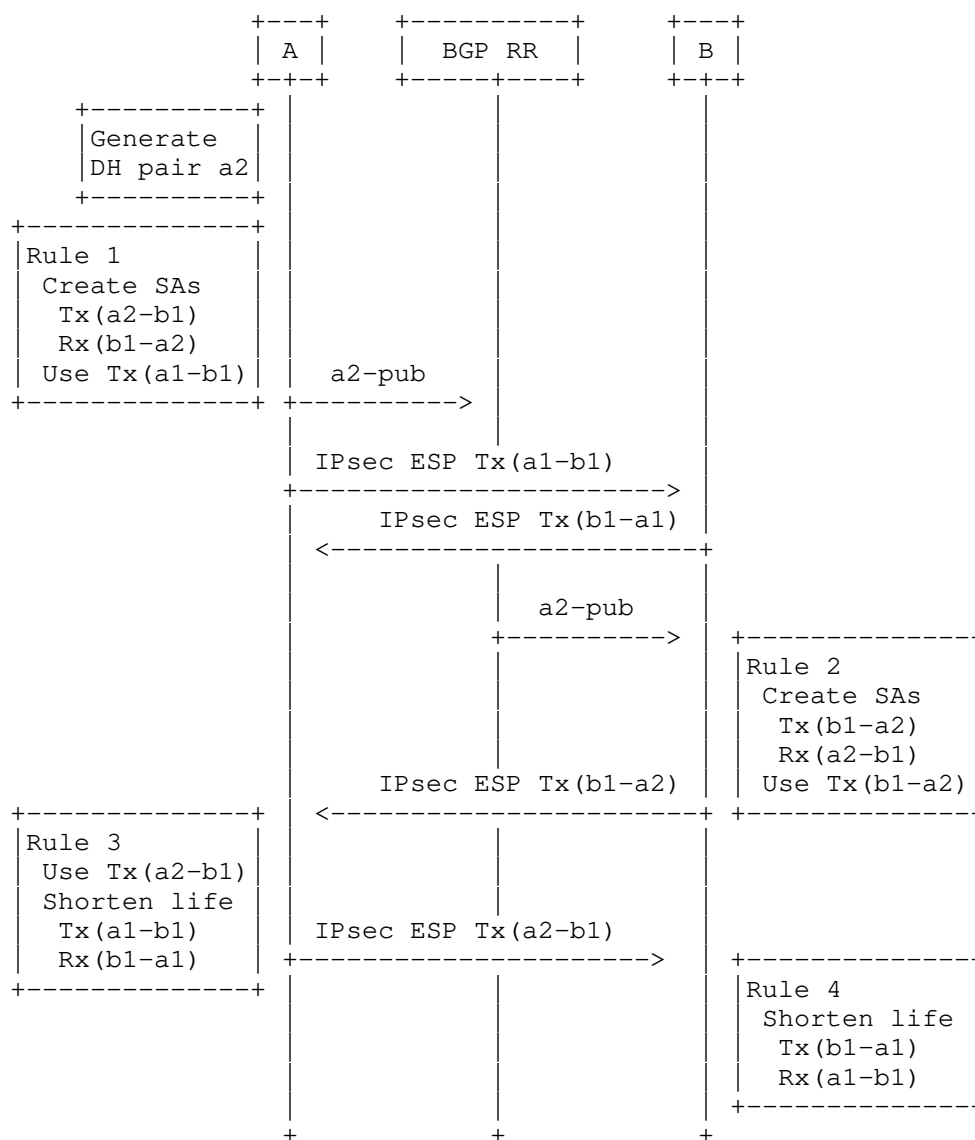 A
BGP RR
B
Generate
DH pair a2
Rule 1
Create SAs
Tx(a2-b1)
Rx(b1-a2)
Use Tx(a1-b1)
a2-pub
IPsec ESP Tx(a1-b1)
IPsec ESP Tx(b1-a1)
a2-pub
Rule 2
Create SAs
Tx(b1-a2)
Rx(a2-b1)
Use Tx(b1-a2)
IPsec ESP Tx(b1-a2)
Rule 3
Use Tx(a2-b1)
Shorten life
Tx(a1-b1)
Rx(b1-a1)
IPsec ESP Tx(a2-b1)
Rule 4
Shorten life
Tx(b1-a1)
Rx(a1-b1)